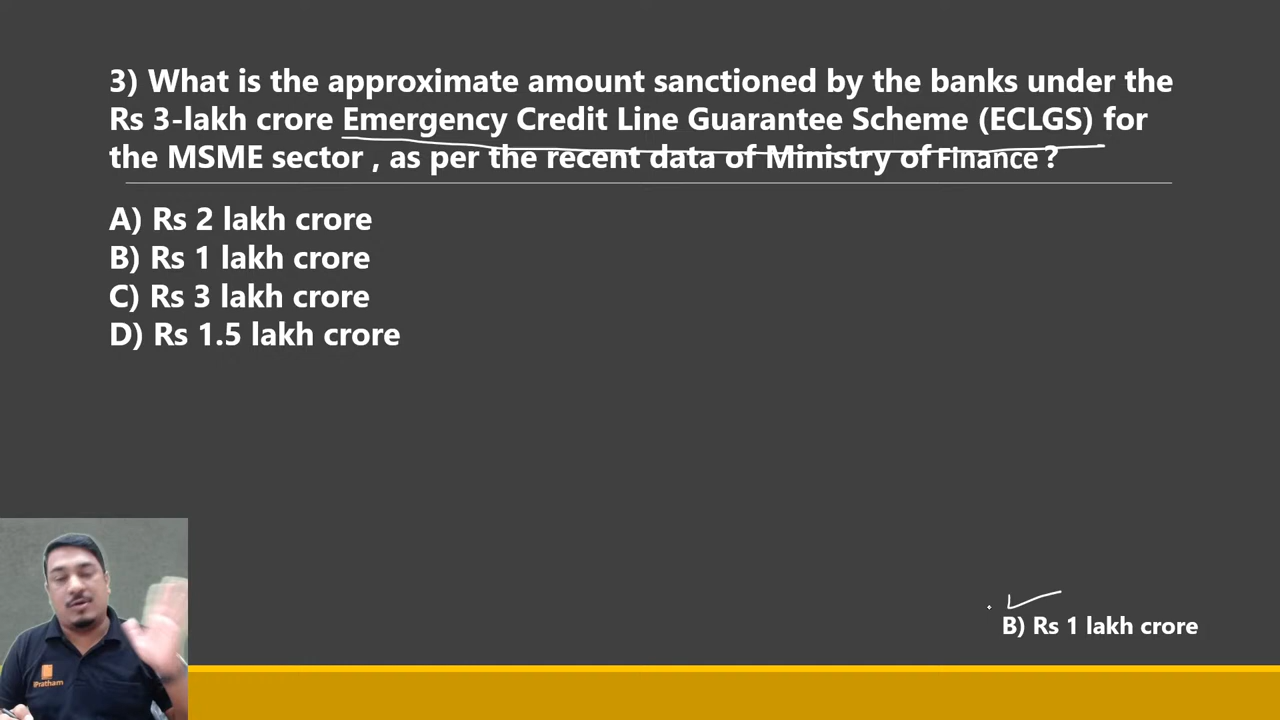 3) What is the approximate amount sanctioned by the banks under the
Rs 3-lakh crore Emergency Credit Line Guarantee Scheme (ECLGS) for
the MSME sector , as per the recent data of Ministry of Finance ?
A) Rs 2 lakh crore
B) Rs 1 lakh crore
C) Rs 3 lakh crore
D) Rs 1.5 lakh crore
B) Rs 1 lakh crore
iPratham